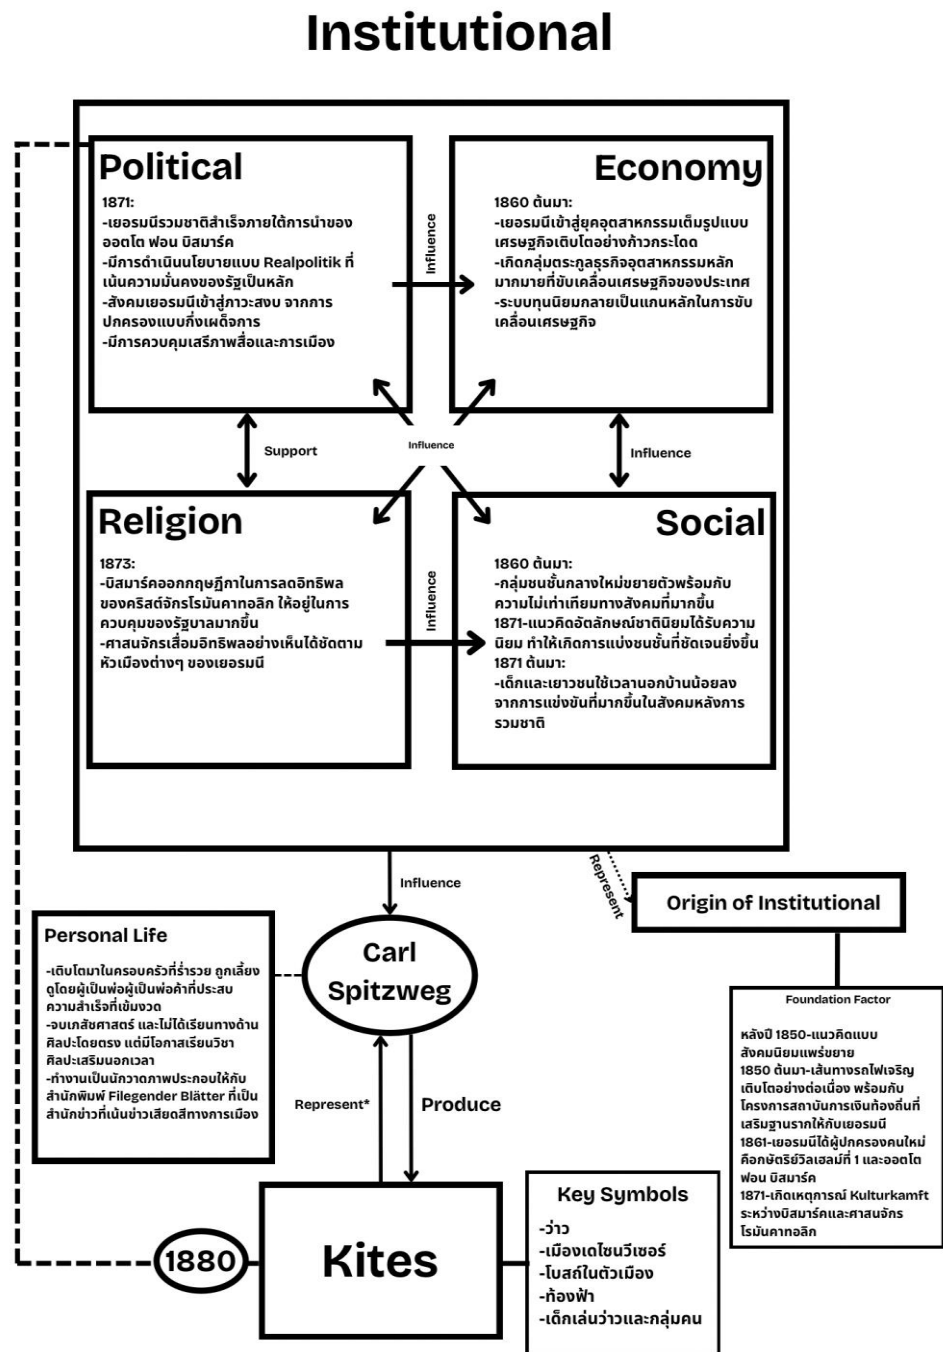 Institutional
Political
1871:
-เยอรมนีรวมชาติสำเร็จภายใต้การนำของ
ออตโต ฟอน บิสมาร์ค
-มีการดำเนินนโยบายแบบ Realpolitik ที่
เน้นความมั่นคงของรัฐเป็นหลัก
-สังคมเยอรมนีเข้าสู่ภาวะสงบ จากการ
ปกครองแบบกึ่งเผด็จการ
-มีการควบคุมเสรีภาพสื่อและการเมือง
Influence
Economy
1860 ต้นมา:
-เยอรมนีเข้าสู่ยุคอุตสาหกรรมเต็มรูปแบบ
เศรษฐกิจเติบโตอย่างก้าวกระโดด
-เกิดกลุ่มตระกูลธุรกิจอุตสาหกรรมหลัก
มากมายที่ขับเคลื่อนเศรษฐกิจของประเทศ
-ระบบทุนนิยมกลายเป็นแกนหลักในการขับ
เคลื่อนเศรษฐกิจ
Support
Influence
Influence
Religion
1873:
-บิสมาร์คออกกฤษฎีกาในการลดอิทธิพล
ของคริสต์จักรโรมันคาทอลิก ให้อยู่ในการ
ควบคุมของรัฐบาลมากขึ้น
-ศาสนจักรเสื่อมอิทธิพลอย่างเห็นได้ชัดตาม
หัวเมืองต่างๆ ของเยอรมนี
Influence
Social
1860 ต้นมา:
-กลุ่มชนชั้นกลางใหม่ขยายตัวพร้อมกับ
ความไม่เท่าเทียมทางสังคมที่มากขึ้น
1871-แนวคิดอัตลักษณ์ชาตินิยมได้รับความ
นิยม ทำให้เกิดการแบ่งชนชั้นที่ชัดเจนยิ่งขึ้น
1871 ต้นมา:
-เด็กและเยาวชนใช้เวลานอกบ้านน้อยลง
จากการแข่งขันที่มากขึ้นในสังคมหลังการ
รวมชาติ
Influence
Represent
Origin of Institutional
Personal Life
-เติบโตมาในครอบครัวที่ร่ำรวย ถูกเลี้ยง
ดูโดยผู้เป็นพ่อผู้เป็นพ่อค้าที่ประสบ
ความสำเร็จที่เข้มงวด
-จบเภสัชศาสตร์ และไม่ได้เรียนทางด้าน
ศิลปะโดยตรง แต่มีโอกาสเรียนวิชา
ศิลปะเสริมนอกเวลา
-ทำงานเป็นนักวาดภาพประกอบให้กับ
สำนักพิมพ์ Filegender Blätter ที่เป็น
สำนักข่าวที่เน้นข่าวเสียดสีทางการเมือง
Carl
Spitzweg
Foundation Factor
หลังปี 1850-แนวคิดแบบ
สังคมนิยมแพร่ขยาย
1850 ต้นมา-เส้นทางรถไฟเจริญ
เติบโตอย่างต่อเนื่อง พร้อมกับ
โครงการสถาบันการเงินท้องถิ่นที่
เสริมฐานรากให้กับเยอรมนี
1861-เยอรมนีได้ผู้ปกครองคนใหม่
คือกษัตริย์วิลเฮลม์ที่ 1 และออตโต
ฟอน บิสมาร์ค
1871-เกิดเหตุการณ์ Kulturkamft
ระหว่างบิสมาร์คและศาสนจักร
โรมันคาทอลิก
Represent*
Produce
1880
Kites
Key Symbols
-ว่าว
-เมืองเดไซนวีเซอร์
-โบสถ์ในตัวเมือง
-ท้องฟ้า
-เด็กเล่นว่าวและกลุ่มคน